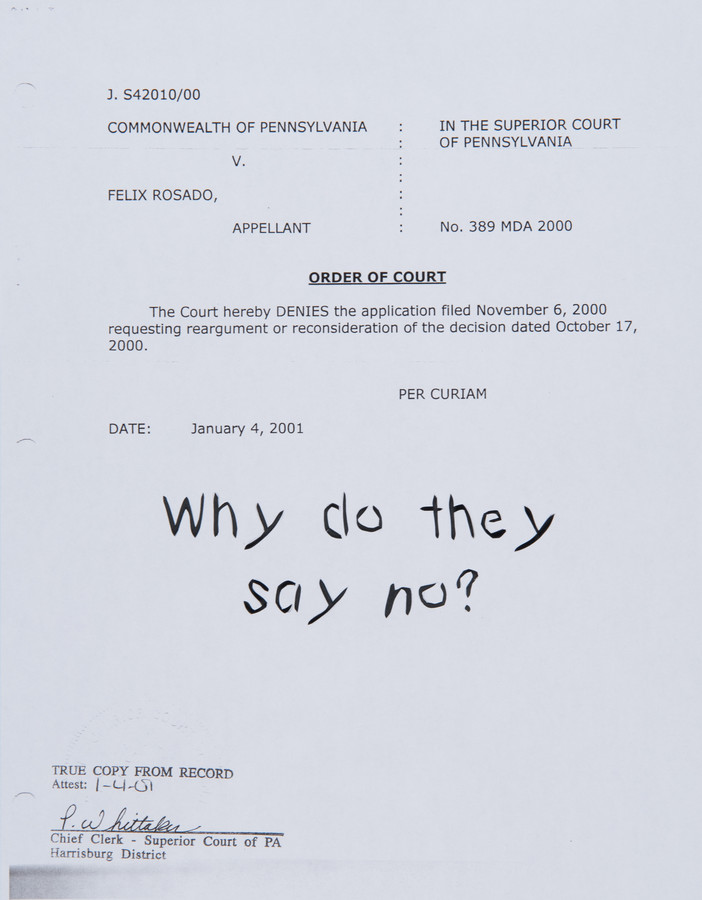 J. S42010/00
COMMONWEALTH OF PENNSYLVANIA : IN THE SUPERIOR COURT
: OF PENNSYLVANIA
V. :
:
FELIX ROSADO, :
:
APPELLANT : No. 389 MDA 2000
ORDER OF COURT
The Court hereby DENIES the application filed November 6, 2000
requesting reargument or reconsideration of the decision dated October 17,
2000.
PER CURIAM
DATE: January 4, 2001
Why do they
say no?
TRUE COPY FROM RECORD
Attest: 1-4-01
P. Whittaker
Chief Clerk - Superior Court of PA
Harrisburg District